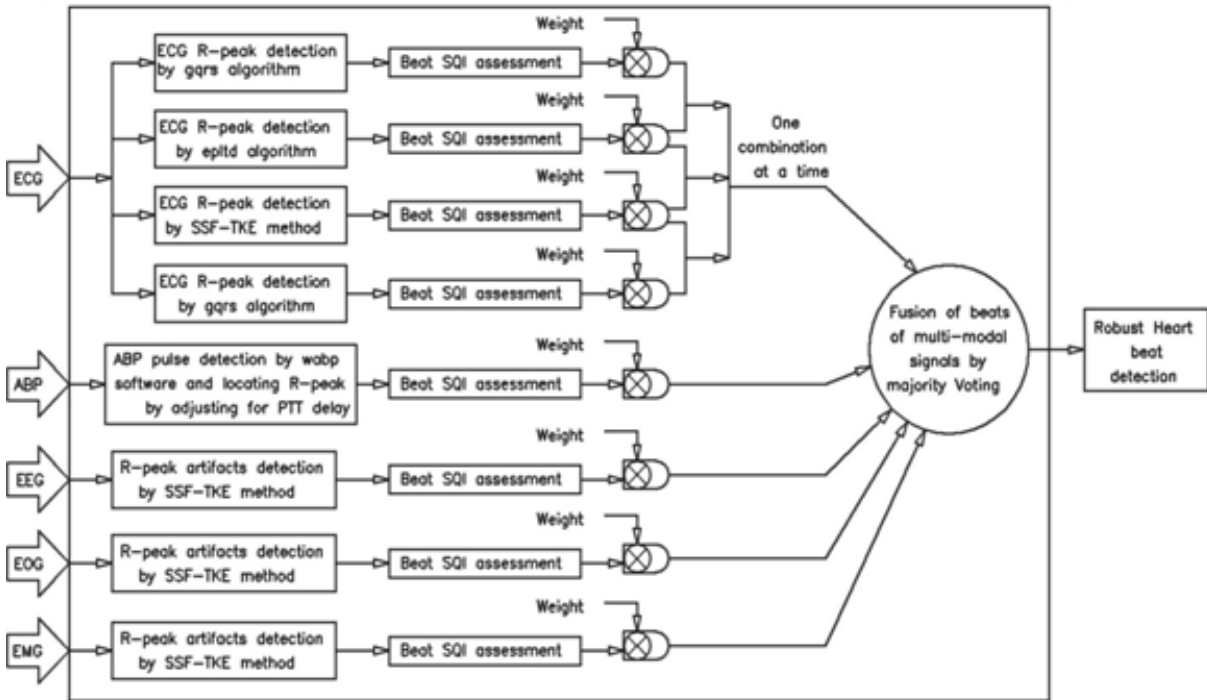 Weight
ECG R-peak detection
by gqrs algorithm
Beat SQI assessment
Weight
ECG R-peak detection
by epltd algorithm
Beat SQI assessment
One
combination
at a time
ECG
Weight
ECG R-peak detection
by SSF-TKE method
Beat SQI assessment
Weight
ECG R-peak detection
by gqrs algorithm
Beat SQI assessment
Fusion of beats
of multi-modal
signals by
majority Voting
Robust Heart
beat
detection
ABP
ABP pulse detection by wabp
software and locating R-peak
by adjusting for PTT delay
Beat SQI assessment
Weight
EEG
R-peak artifacts detection
by SSF-TKE method
Beat SQI assessment
Weight
EOG
R-peak artifacts detection
by SSF-TKE method
Beat SQI assessment
Weight
EMG
R-peak artifacts detection
by SSF-TKE method
Beat SQI assessment
Weight